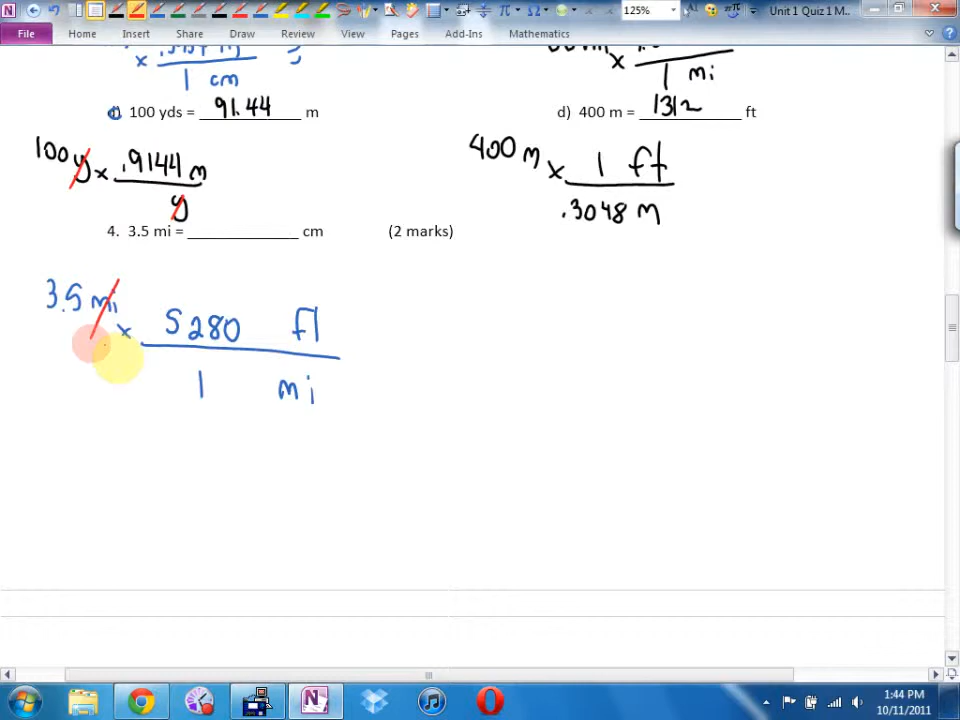 125%
Unit 1 Quiz 1 M...
File Home Insert Share Draw Review View Pages Add-Ins Mathematics
x
1 cm
x
1 mi
100 yds = 91.44 m
d) 400 m = 1312 ft
100 y x .9144 m
y
400 m x 1 ft
.3048 m
4. 3.5 mi = ____________ cm (2 marks)
3.5 mi x 5280 ft
1 mi
1:44 PM
10/11/2011